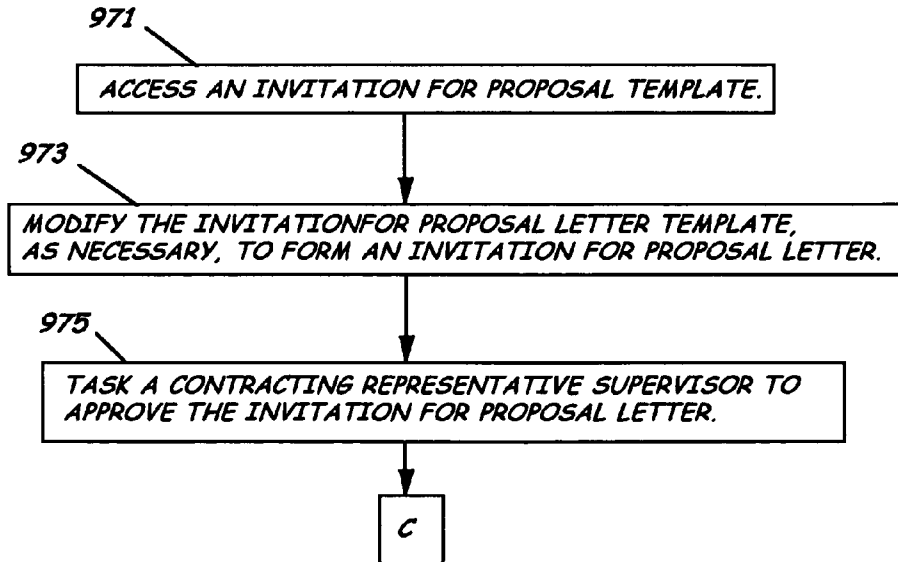 971
ACCESS AN INVITATION FOR PROPOSAL TEMPLATE.
973
MODIFY THE INVITATIONFOR PROPOSAL LETTER TEMPLATE,
AS NECESSARY, TO FORM AN INVITATION FOR PROPOSAL LETTER.
975
TASK A CONTRACTING REPRESENTATIVE SUPERVISOR TO
APPROVE THE INVITATION FOR PROPOSAL LETTER.
C